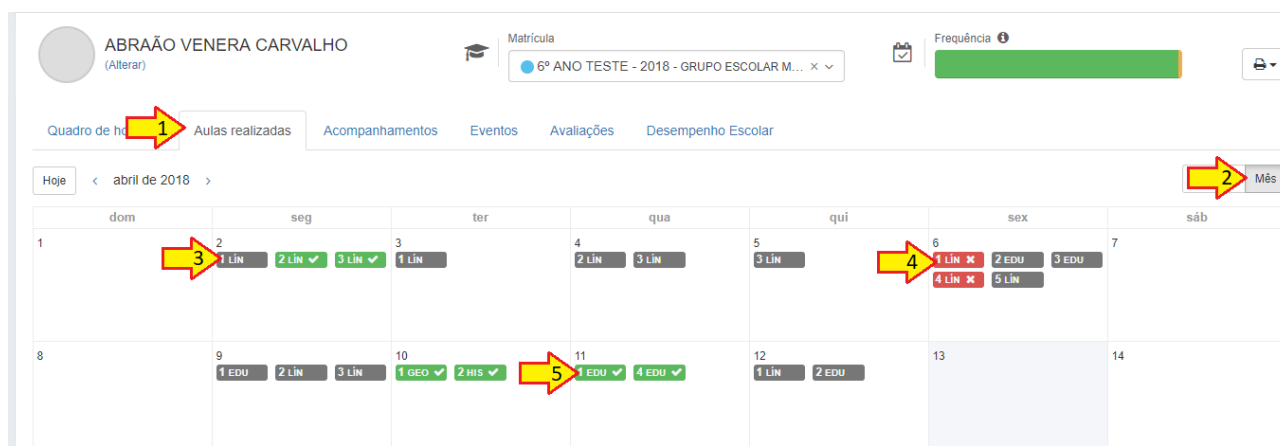 ABRAÃO VENERA CARVALHO
(Alterar)
Matrícula
6º ANO TESTE - 2018 - GRUPO ESCOLAR M...
Frequência
Quadro de ho
1
Aulas realizadas
Acompanhamentos
Eventos
Avaliações
Desempenho Escolar
Hoje < abril de 2018 >
2
Mês
dom seg ter qua qui sex sáb
1 2 3 4 5 6 7
3
1 LÍN 2 LÍN 3 LÍN
1 LÍN
2 LÍN 3 LÍN
3 LÍN
4
1 LÍN 2 EDU 3 EDU
4 LÍN 5 LÍN
8 9 10 11 12 13 14
1 EDU 2 LÍN 3 LÍN
1 GEO 2 HIS
5
1 EDU 4 EDU
1 LÍN 2 EDU